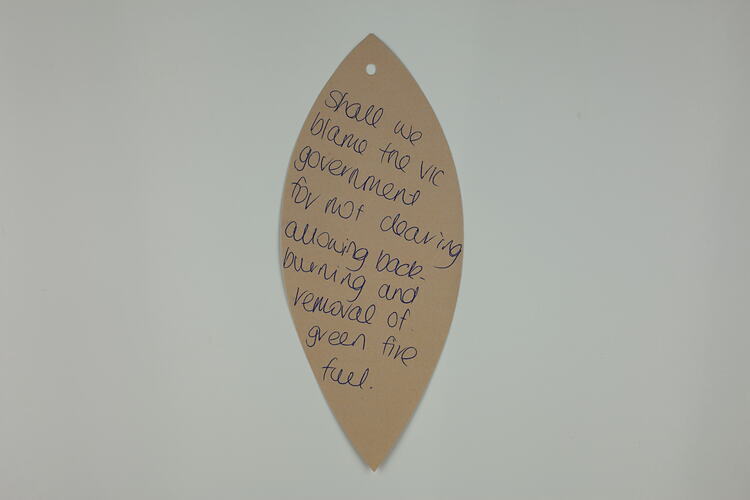 Shall we
blame the VIC
government
for not clearing
allowing back-
burning and
removal of
green fire
fuel.